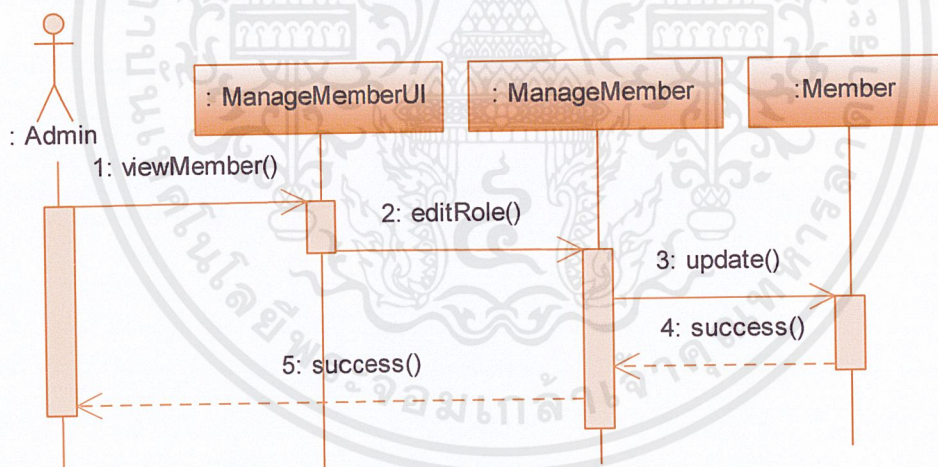 : ManageMemberUI
: ManageMember
:Member
: Admin
1: viewMember()
2: editRole()
3: update()
4: success()
5: success()